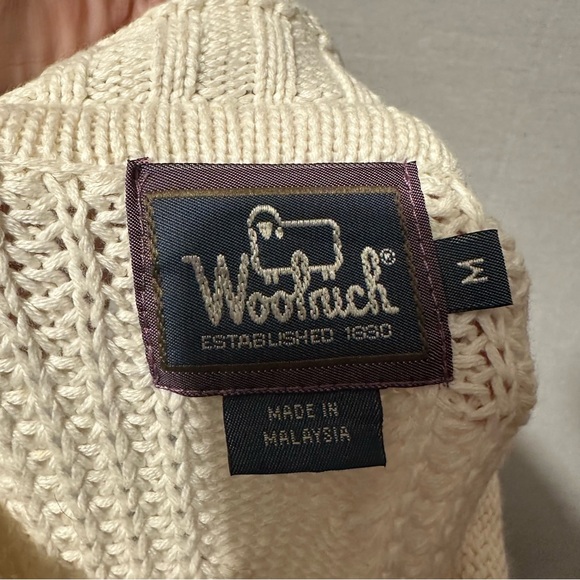 Woolrich®
ESTABLISHED 1830
M
MADE IN
MALAYSIA